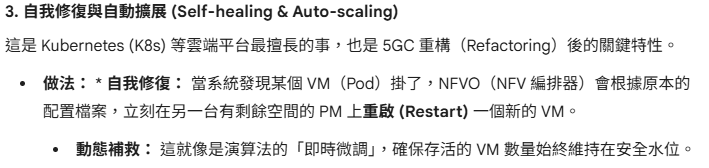 3. 自我修復與自動擴展 (Self-healing & Auto-scaling)
這是 Kubernetes (K8s) 等雲端平台最擅長的事，也是 5GC 重構（Refactoring）後的關鍵特性。
• 做法： * 自我修復： 當系統發現某個 VM（Pod）掛了，NFVO（NFV 編排器）會根據原本的
配置檔案，立刻在另一台有剩餘空間的 PM 上重啟 (Restart) 一個新的 VM。
• 動態補救： 這就像是演算法的「即時微調」，確保存活的 VM 數量始終維持在安全水位。